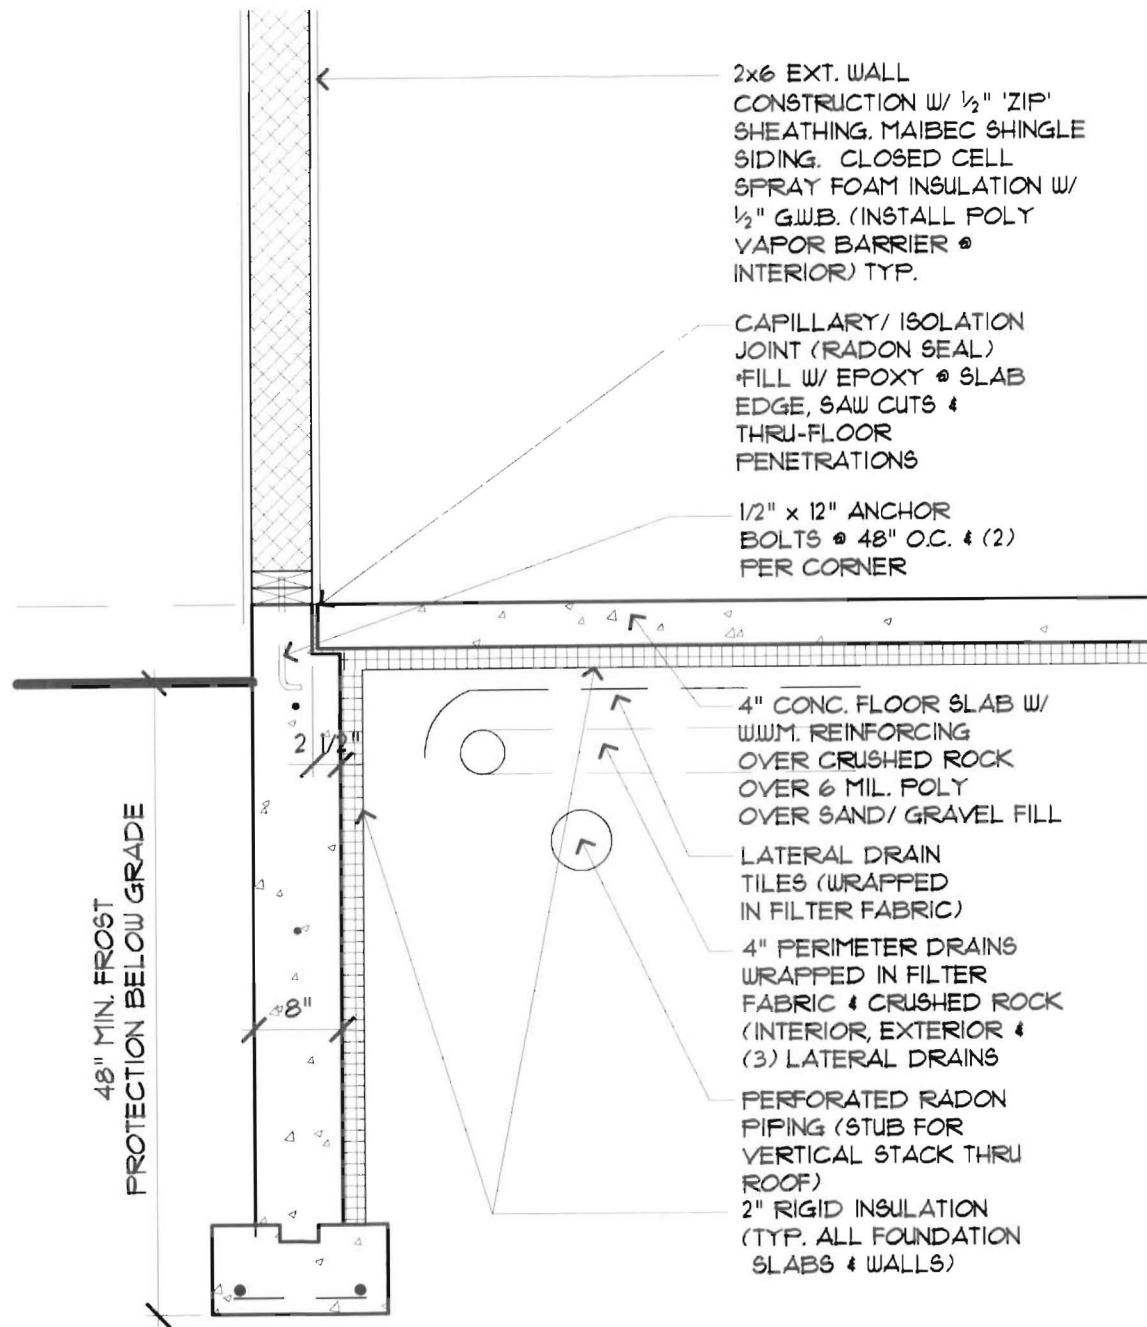 2x6 EXT. WALL
CONSTRUCTION W/ ½" 'ZIP'
SHEATHING. MAIBEC SHINGLE
SIDING. CLOSED CELL
SPRAY FOAM INSULATION W/
½" G.W.B. (INSTALL POLY
VAPOR BARRIER @
INTERIOR) TYP.
CAPILLARY/ ISOLATION
JOINT (RADON SEAL)
*FILL W/ EPOXY @ SLAB
EDGE, SAW CUTS &
THRU-FLOOR
PENETRATIONS
1/2" x 12" ANCHOR
BOLTS @ 48" O.C. & (2)
PER CORNER
4" CONC. FLOOR SLAB W/
W.W.M. REINFORCING
OVER CRUSHED ROCK
OVER 6 MIL. POLY
OVER SAND/ GRAVEL FILL
LATERAL DRAIN
TILES (WRAPPED
IN FILTER FABRIC)
4" PERIMETER DRAINS
WRAPPED IN FILTER
FABRIC & CRUSHED ROCK
(INTERIOR, EXTERIOR &
(3) LATERAL DRAINS
PERFORATED RADON
PIPING (STUB FOR
VERTICAL STACK THRU
ROOF)
2" RIGID INSULATION
(TYP. ALL FOUNDATION
SLABS & WALLS)
2 1/2"
8"
48" MIN. FROST
PROTECTION BELOW GRADE